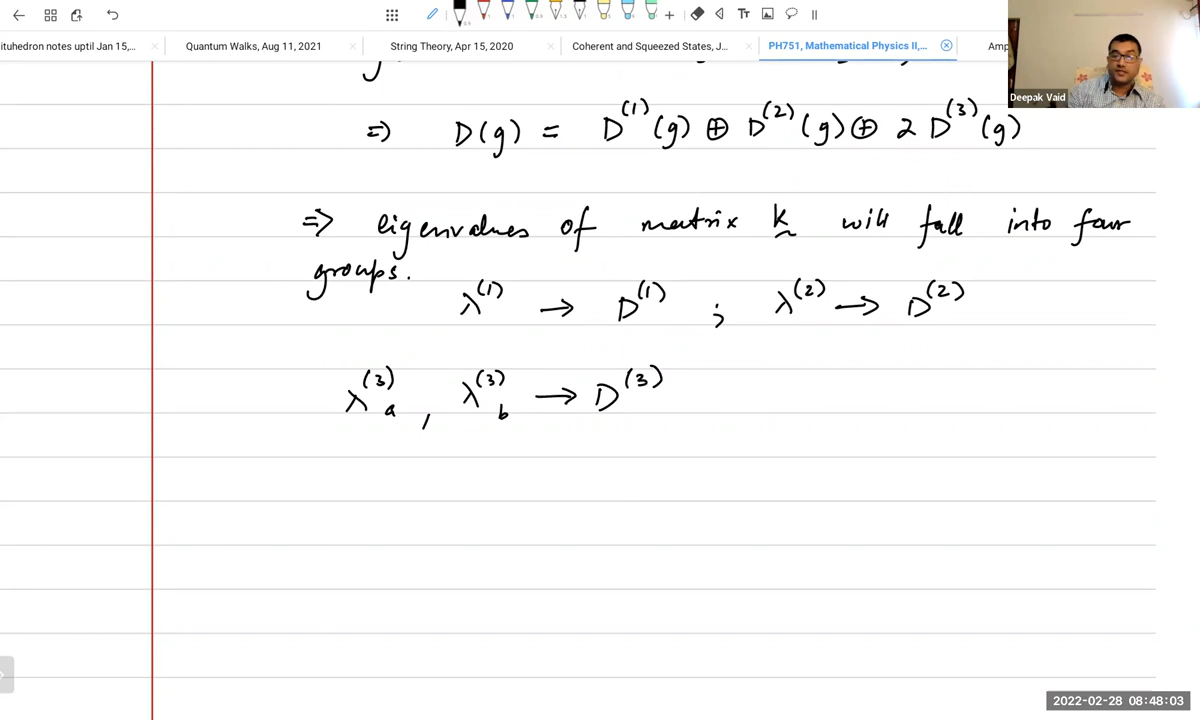 ituhedron notes uptil Jan 15,...
Quantum Walks, Aug 11, 2021
String Theory, Apr 15, 2020
Coherent and Squeezed States, J...
PH751, Mathematical Physics II,...
Amp
Tт
Deepak Vaid
⇒ D(g) = D⁽¹⁾(g) ⊕ D⁽²⁾(g) ⊕ 2 D⁽³⁾(g)
⇒ eigenvalues of matrix k will fall into four
groups.
λ⁽¹⁾ → D⁽¹⁾ ; λ⁽²⁾ → D⁽²⁾
λ⁽³⁾ₐ , λ⁽³⁾_b → D⁽³⁾
2022-02-28 08:48:03